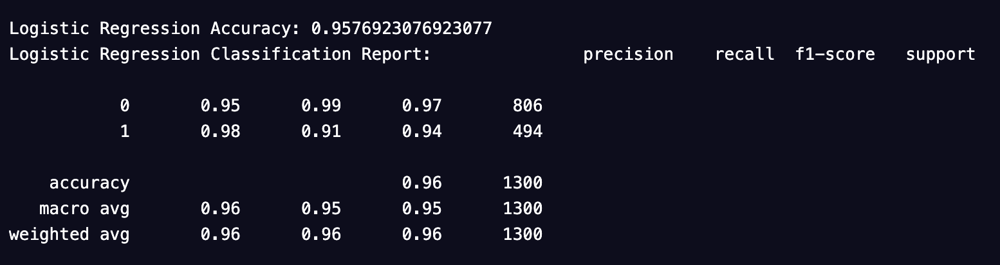 Logistic Regression Accuracy: 0.9576923076923077
Logistic Regression Classification Report:               precision    recall  f1-score   support
           0       0.95      0.99      0.97       806
           1       0.98      0.91      0.94       494
    accuracy                           0.96      1300
   macro avg       0.96      0.95      0.95      1300
weighted avg       0.96      0.96      0.96      1300